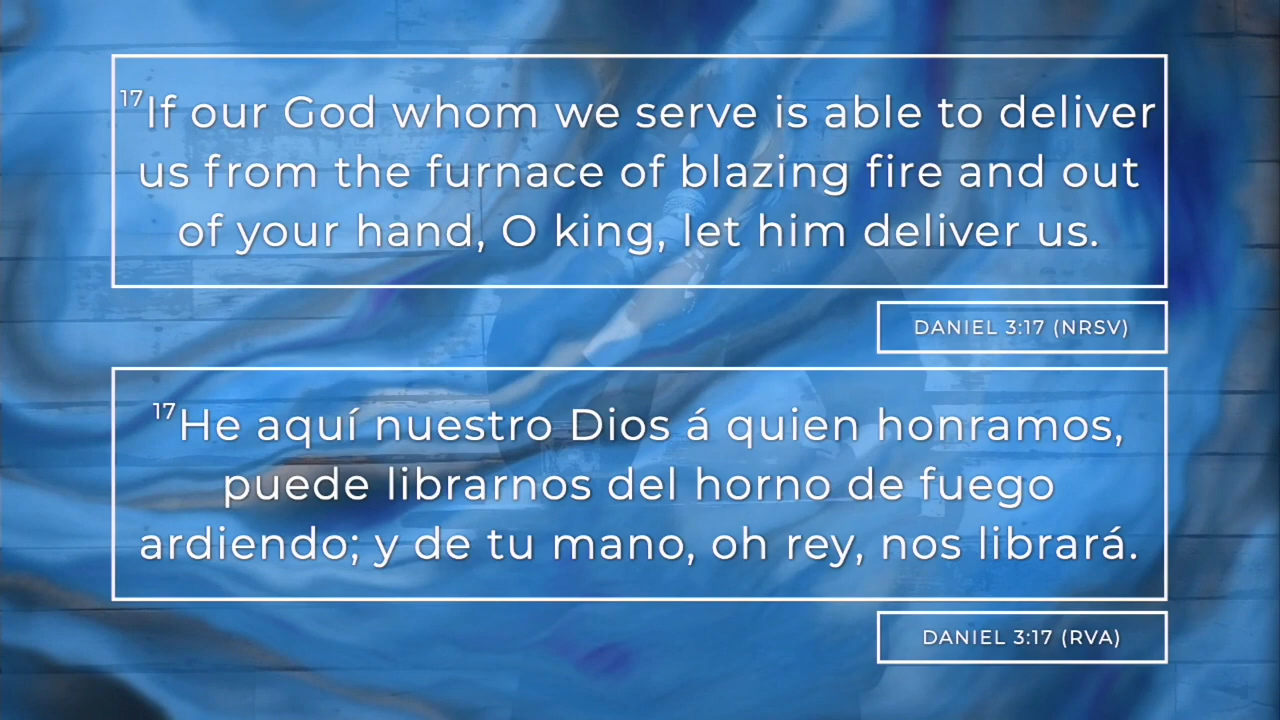 17If our God whom we serve is able to deliver
us from the furnace of blazing fire and out
of your hand, O king, let him deliver us.
DANIEL 3:17 (NRSV)
17He aquí nuestro Dios á quien honramos,
puede librarnos del horno de fuego
ardiendo; y de tu mano, oh rey, nos librará.
DANIEL 3:17 (RVA)